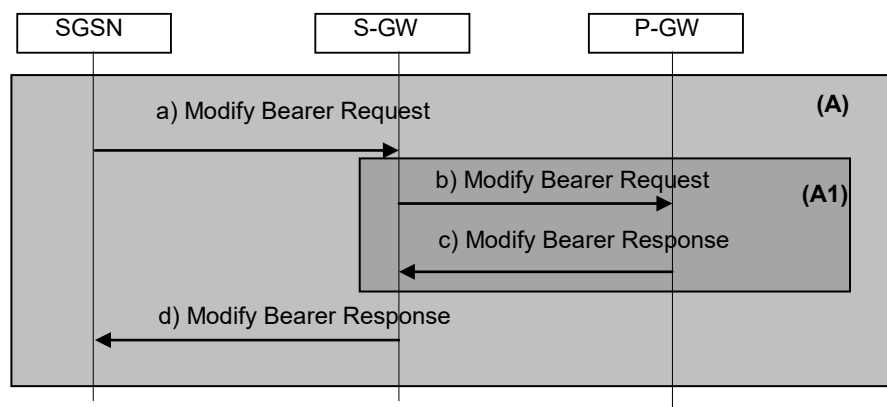 SGSN
S-GW
P-GW
(A)
a) Modify Bearer Request
b) Modify Bearer Request
(A1)
c) Modify Bearer Response
d) Modify Bearer Response